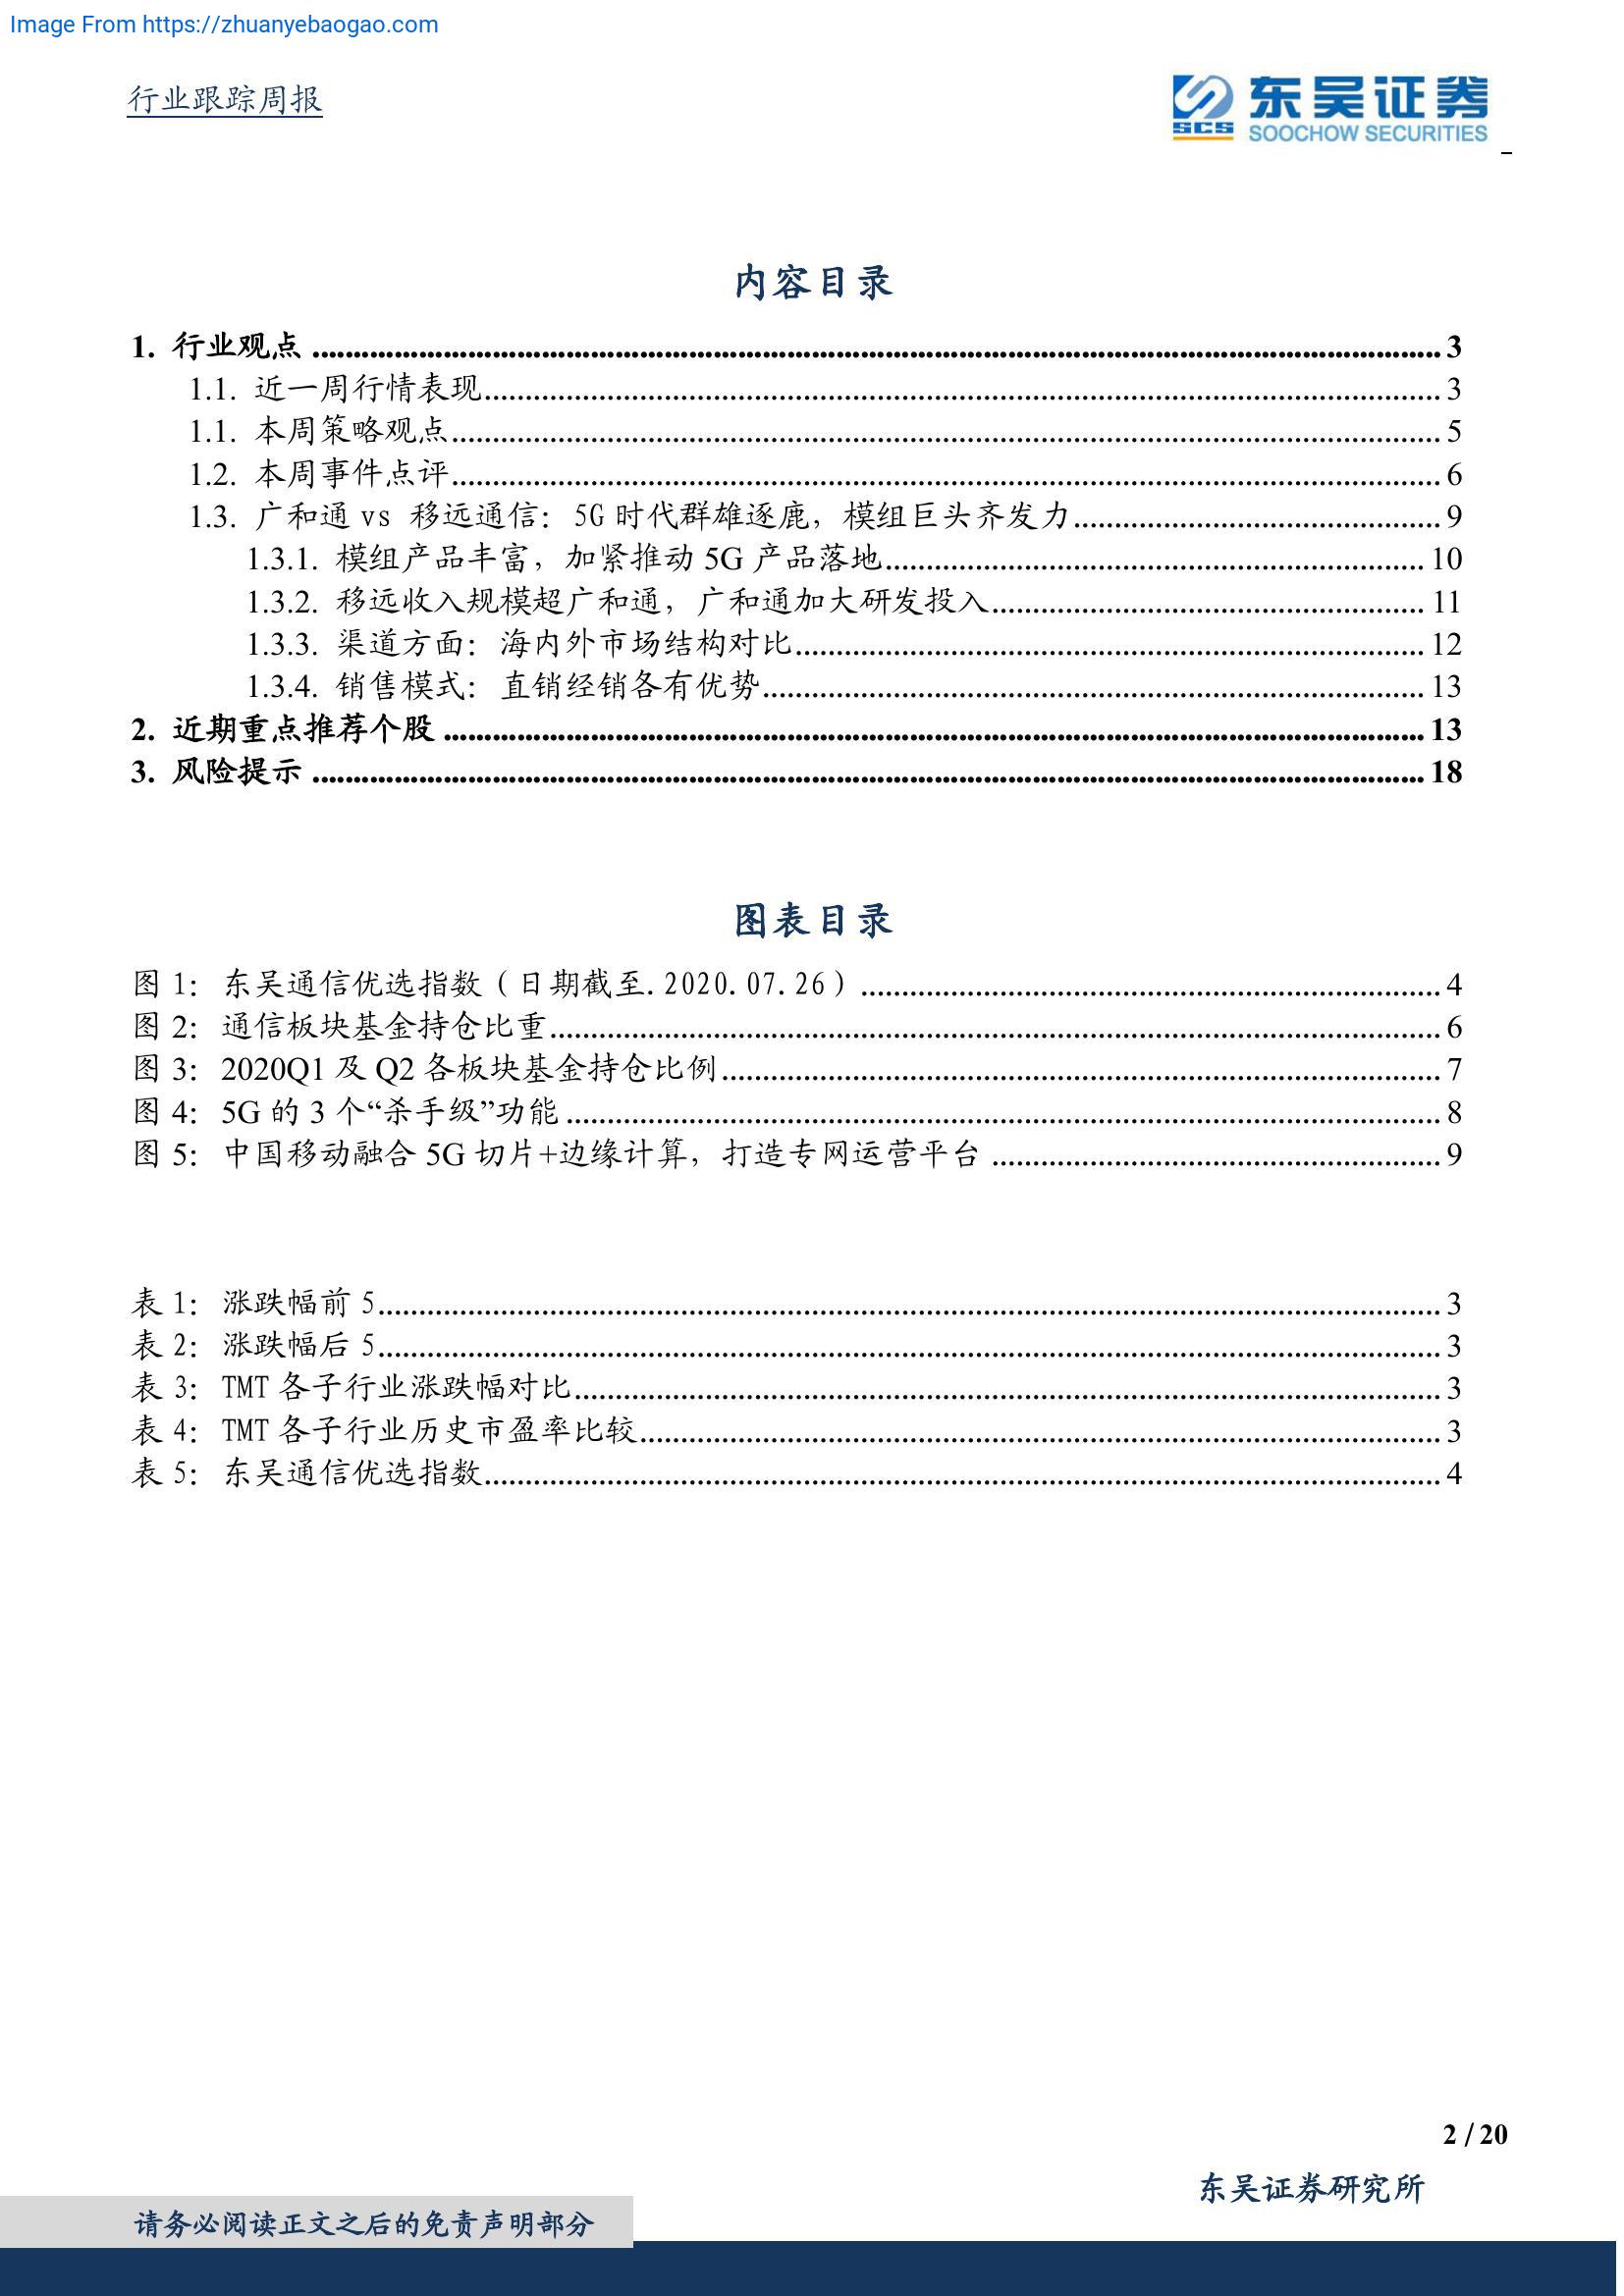 Image From https://zhuanyebaogao.com
行业跟踪周报
SCS 东吴证券
SOOCHOW SECURITIES
内容目录
1. 行业观点 ........ 3
1.1. 近一周行情表现 ........ 3
1.1. 本周策略观点 ........ 5
1.2. 本周事件点评 ........ 6
1.3. 广和通 vs 移远通信：5G 时代群雄逐鹿，模组巨头齐发力 ........ 9
1.3.1. 模组产品丰富，加紧推动 5G 产品落地 ........ 10
1.3.2. 移远收入规模超广和通，广和通加大研发投入 ........ 11
1.3.3. 渠道方面：海内外市场结构对比 ........ 12
1.3.4. 销售模式：直销经销各有优势 ........ 13
2. 近期重点推荐个股 ........ 13
3. 风险提示 ........ 18
图表目录
图 1：东吴通信优选指数（日期截至.2020.07.26） ........ 4
图 2：通信板块基金持仓比重 ........ 6
图 3：2020Q1 及 Q2 各板块基金持仓比例 ........ 7
图 4：5G 的 3 个“杀手级”功能 ........ 8
图 5：中国移动融合 5G 切片+边缘计算，打造专网运营平台 ........ 9
表 1：涨跌幅前 5 ........ 3
表 2：涨跌幅后 5 ........ 3
表 3：TMT 各子行业涨跌幅对比 ........ 3
表 4：TMT 各子行业历史市盈率比较 ........ 3
表 5：东吴通信优选指数 ........ 4
2 / 20
东吴证券研究所
请务必阅读正文之后的免责声明部分